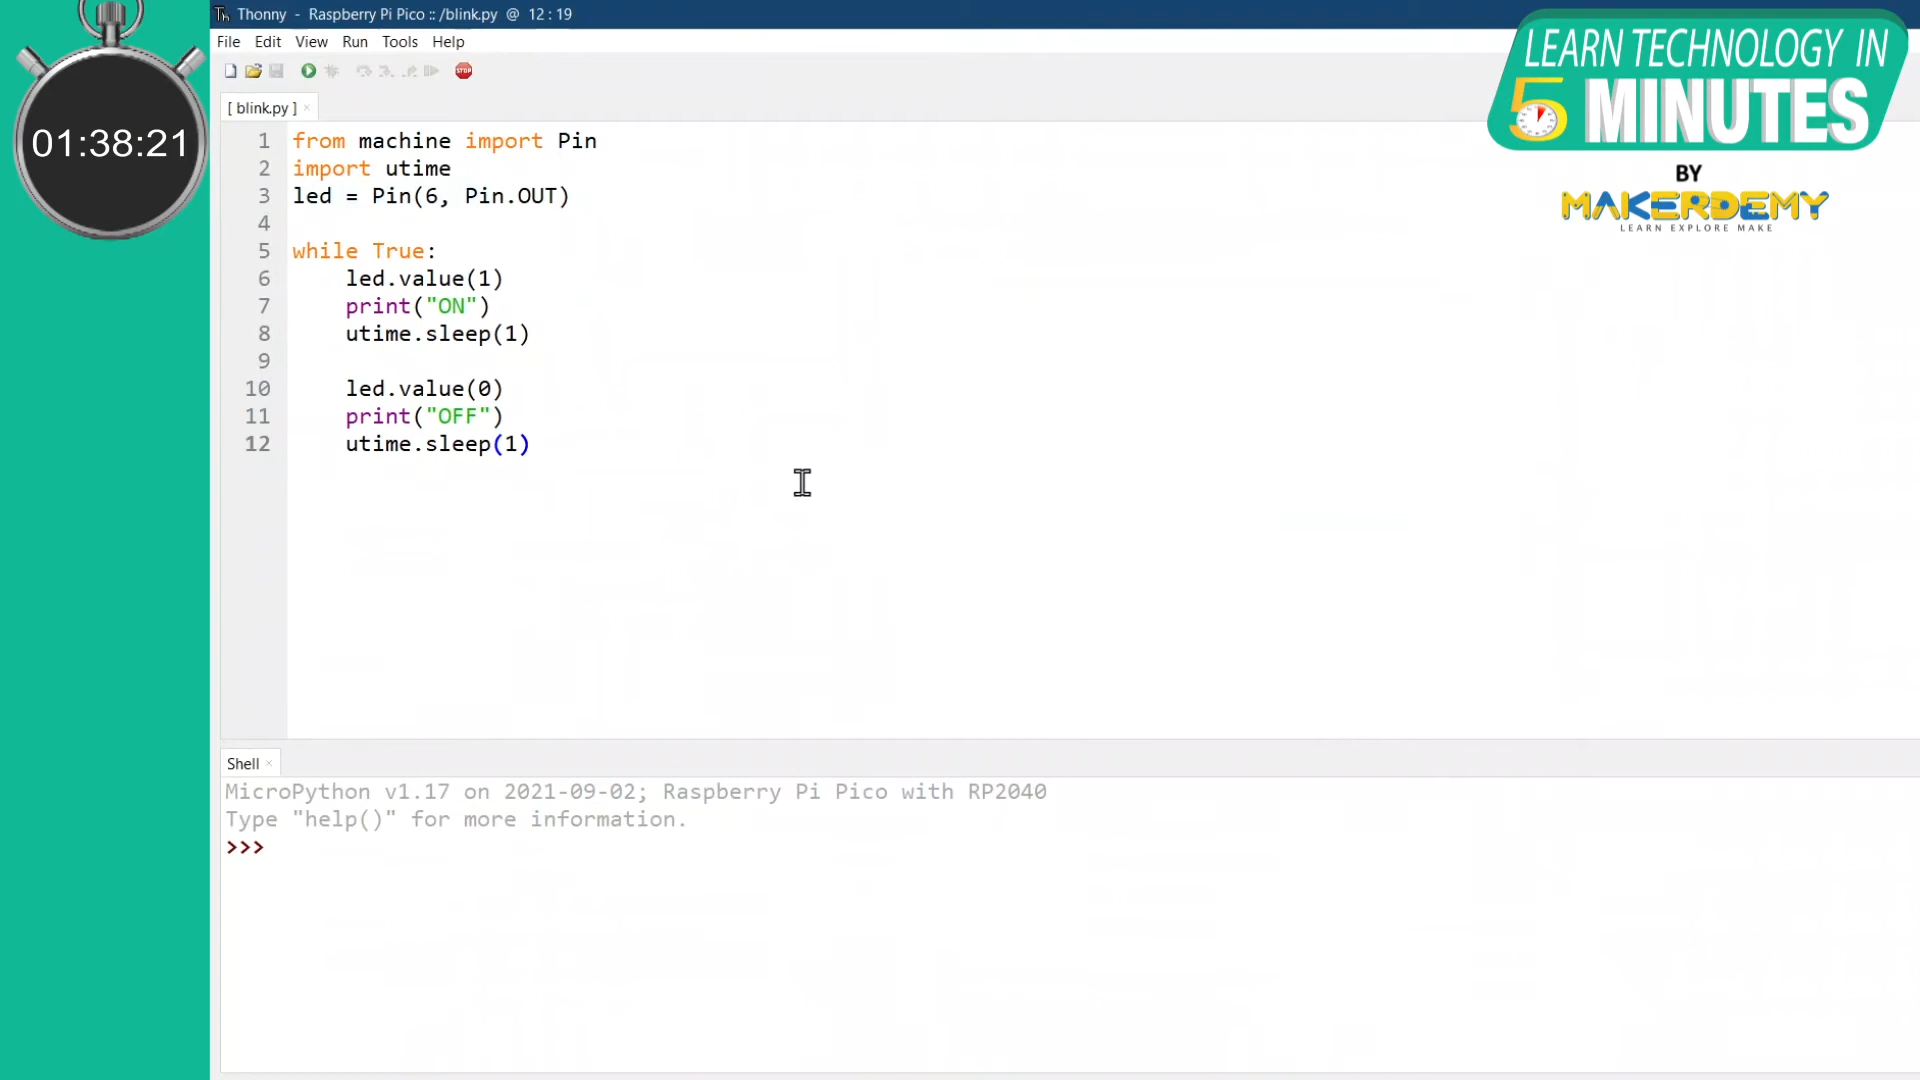 01:38:21
Thonny - Raspberry Pi Pico :: /blink.py @ 12 : 19
File Edit View Run Tools Help
STOP
[ blink.py ] ×
1 from machine import Pin
2 import utime
3 led = Pin(6, Pin.OUT)
4
5 while True:
6     led.value(1)
7     print("ON")
8     utime.sleep(1)
9
10     led.value(0)
11     print("OFF")
12     utime.sleep(1)
LEARN TECHNOLOGY IN
5 MINUTES
BY
MAKERDEMY
LEARN EXPLORE MAKE
Shell ×
MicroPython v1.17 on 2021-09-02; Raspberry Pi Pico with RP2040
Type "help()" for more information.
>>>